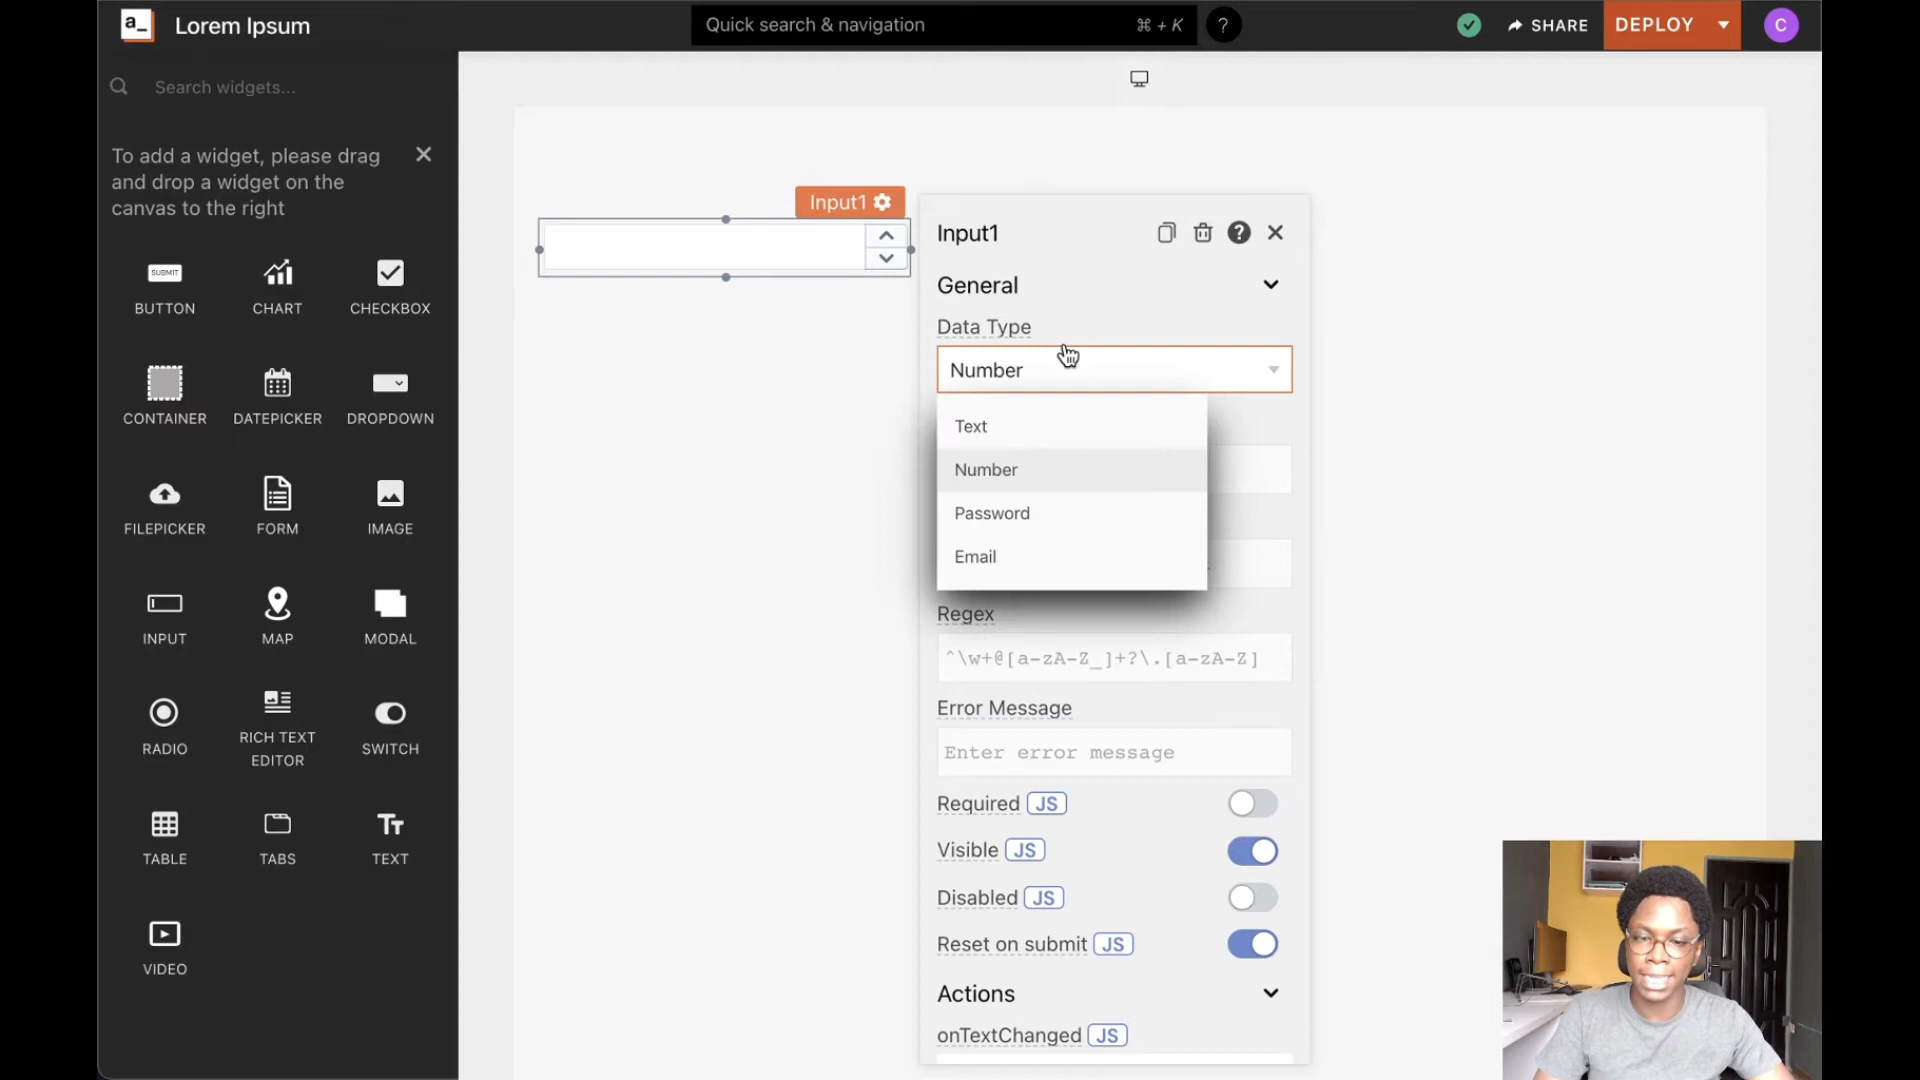 a_
Lorem Ipsum
Quick search & navigation
⌘ + K
?
SHARE
DEPLOY
C
Search widgets...
To add a widget, please drag
and drop a widget on the
canvas to the right
SUBMIT
BUTTON
CHART
CHECKBOX
CONTAINER
DATEPICKER
DROPDOWN
FILEPICKER
FORM
IMAGE
INPUT
MAP
MODAL
RADIO
RICH TEXT
EDITOR
SWITCH
TABLE
TABS
Tт
TEXT
VIDEO
Input1
Input1
?
General
Data Type
Number
Text
Number
Password
Email
Regex
^\w+@[a-zA-Z_]+?\.[a-zA-Z]
Error Message
Enter error message
Required JS
Visible JS
Disabled JS
Reset on submit JS
Actions
onTextChanged JS